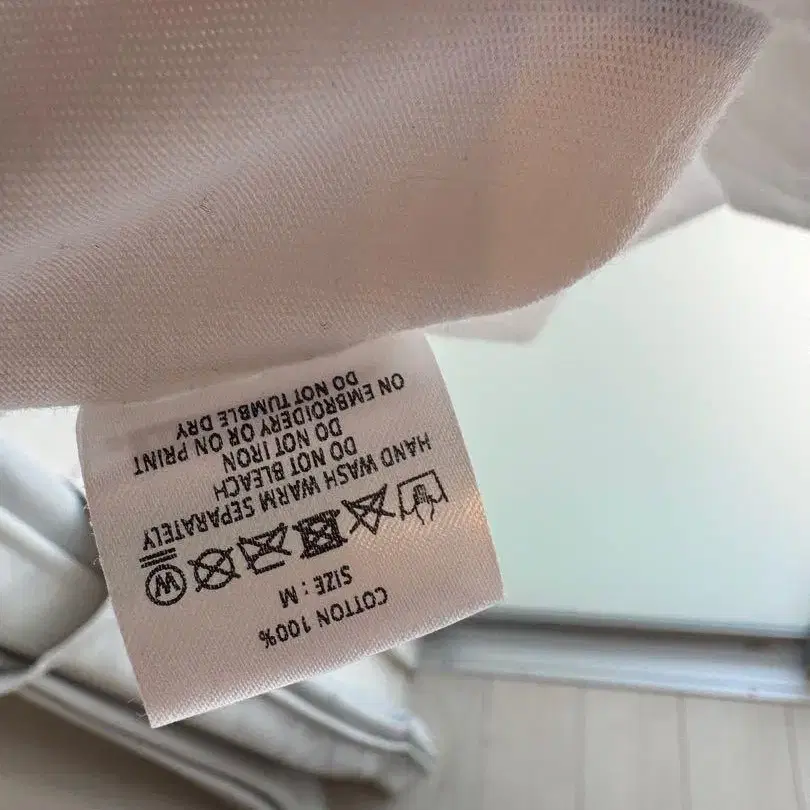 COTTON 100%
SIZE : M
W
HAND WASH WARM SEPARATELY
DO NOT BLEACH
DO NOT IRON
ON EMBROIDERY OR ON PRINT
DO NOT TUMBLE DRY